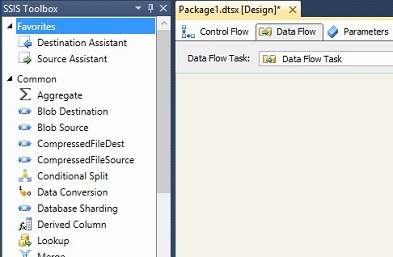 SSIS Toolbox
Package1.dtsx [Design]*
Favorites
Control Flow
Data Flow
Parameters
Destination Assistant
Source Assistant
Data Flow Task:
Data Flow Task
Common
Aggregate
Blob Destination
Blob Source
CompressedFileDest
CompressedFileSource
Conditional Split
Data Conversion
Database Sharding
Derived Column
Lookup
Merge